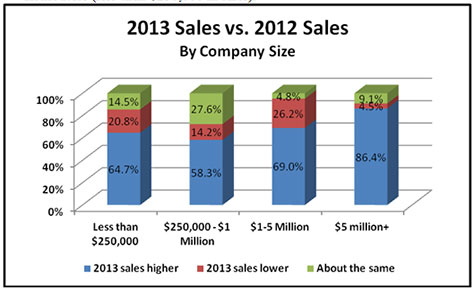 2013 Sales vs. 2012 Sales
By Company Size
100%
80%
60%
40%
20%
0%
14.5%
20.8%
64.7%
27.6%
14.2%
58.3%
4.8%
26.2%
69.0%
9.1%
4.5%
86.4%
Less than
$250,000
$250,000 - $1
Million
$1-5 Million
$5 million+
2013 sales higher
2013 sales lower
About the same